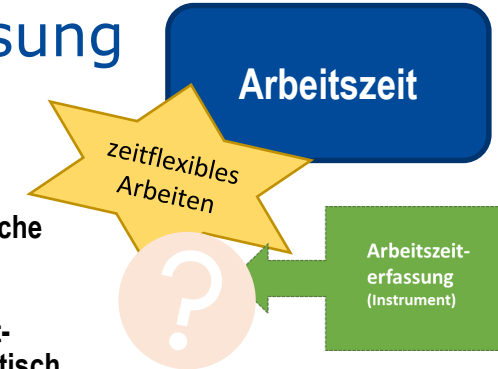 sung
Arbeitszeit
zeitflexibles
Arbeiten
che
Arbeitszeit-
erfassung
(Instrument)
?
t-
tisch